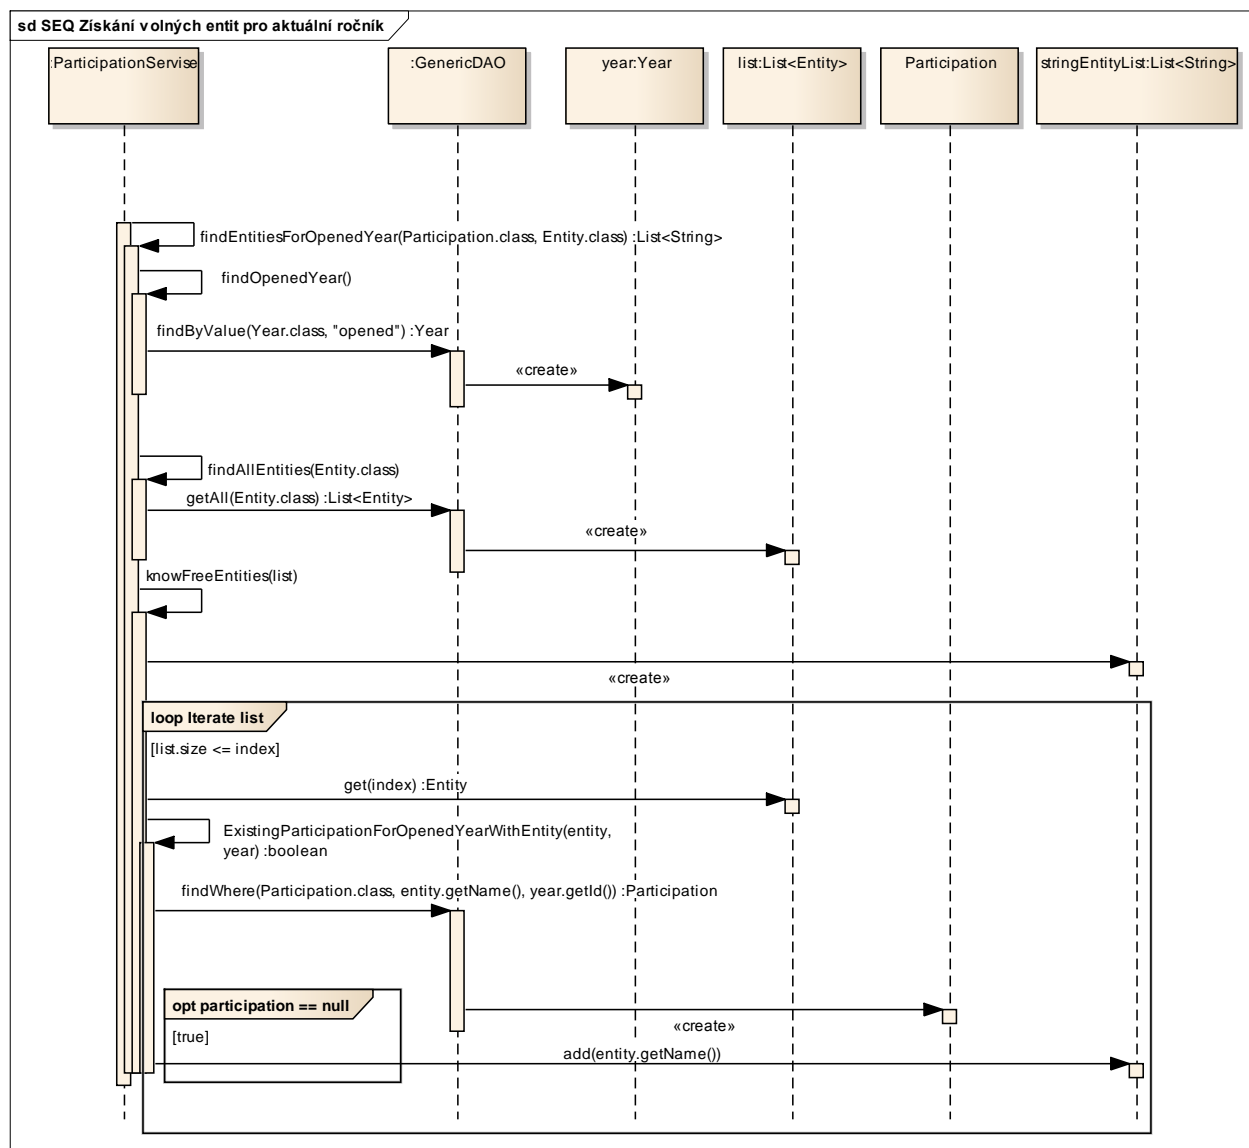 sd SEQ Získání volných entit pro aktuální ročník
:ParticipationServise
:GenericDAO
year:Year
list:List<Entity>
Participation
stringEntityList:List<String>
findEntitiesForOpenedYear(Participation.class, Entity.class) :List<String>
findOpenedYear()
findByValue(Year.class, "opened") :Year
«create»
findAllEntities(Entity.class)
getAll(Entity.class) :List<Entity>
«create»
knowFreeEntities(list)
«create»
loop Iterate list
[list.size <= index]
get(index) :Entity
ExistingParticipationForOpenedYearWithEntity(entity,
year) :boolean
findWhere(Participation.class, entity.getName(), year.getId()) :Participation
opt participation == null
«create»
[true]
add(entity.getName())